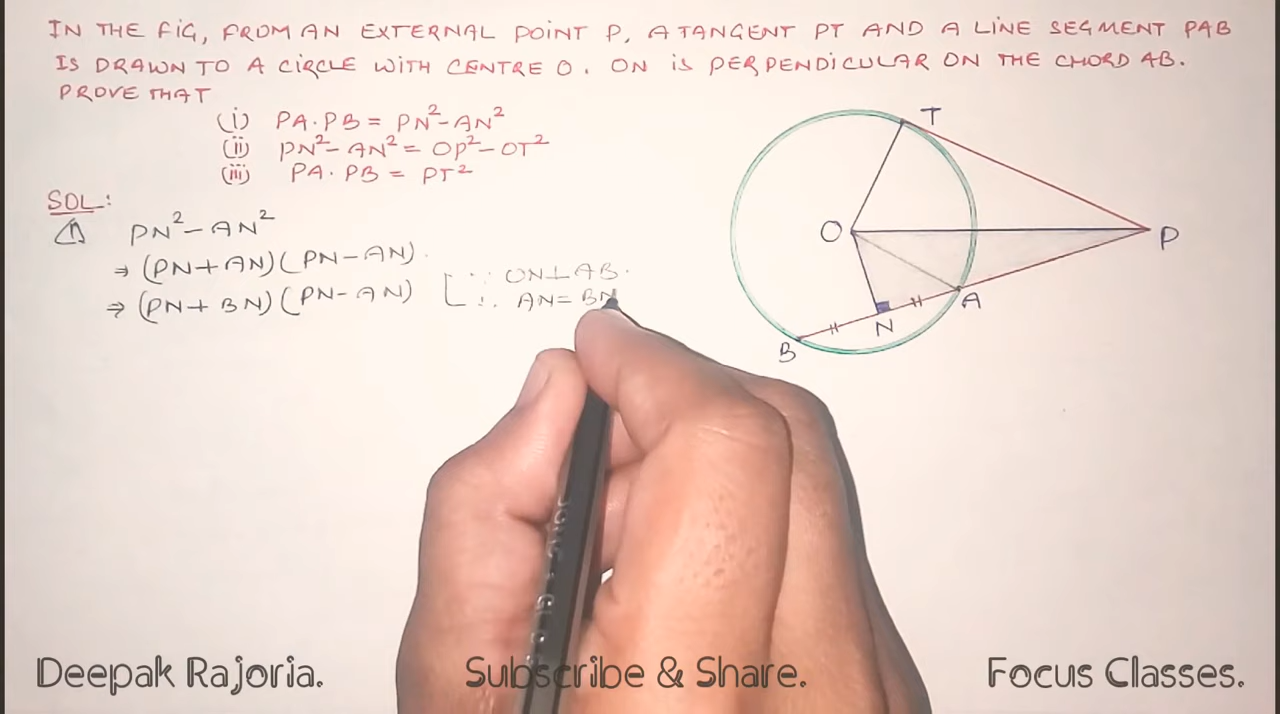 IN THE FIG, FROM AN EXTERNAL POINT P, A TANGENT PT AND A LINE SEGMENT PAB
IS DRAWN TO A CIRCLE WITH CENTRE O. ON IS PERPENDICULAR ON THE CHORD AB.
PROVE THAT
(i) PA·PB = PN²-AN²
(ii) PN²-AN² = OP²-OT²
(iii) PA·PB = PT²
SOL:
(1) PN²-AN²
⇒ (PN+AN)(PN-AN).
⇒ (PN+BN)(PN-AN) [∵ ON⊥AB.
∴ AN=BN
T
O
P
A
N
B
Deepak Rajoria. Subscribe & Share. Focus Classes.